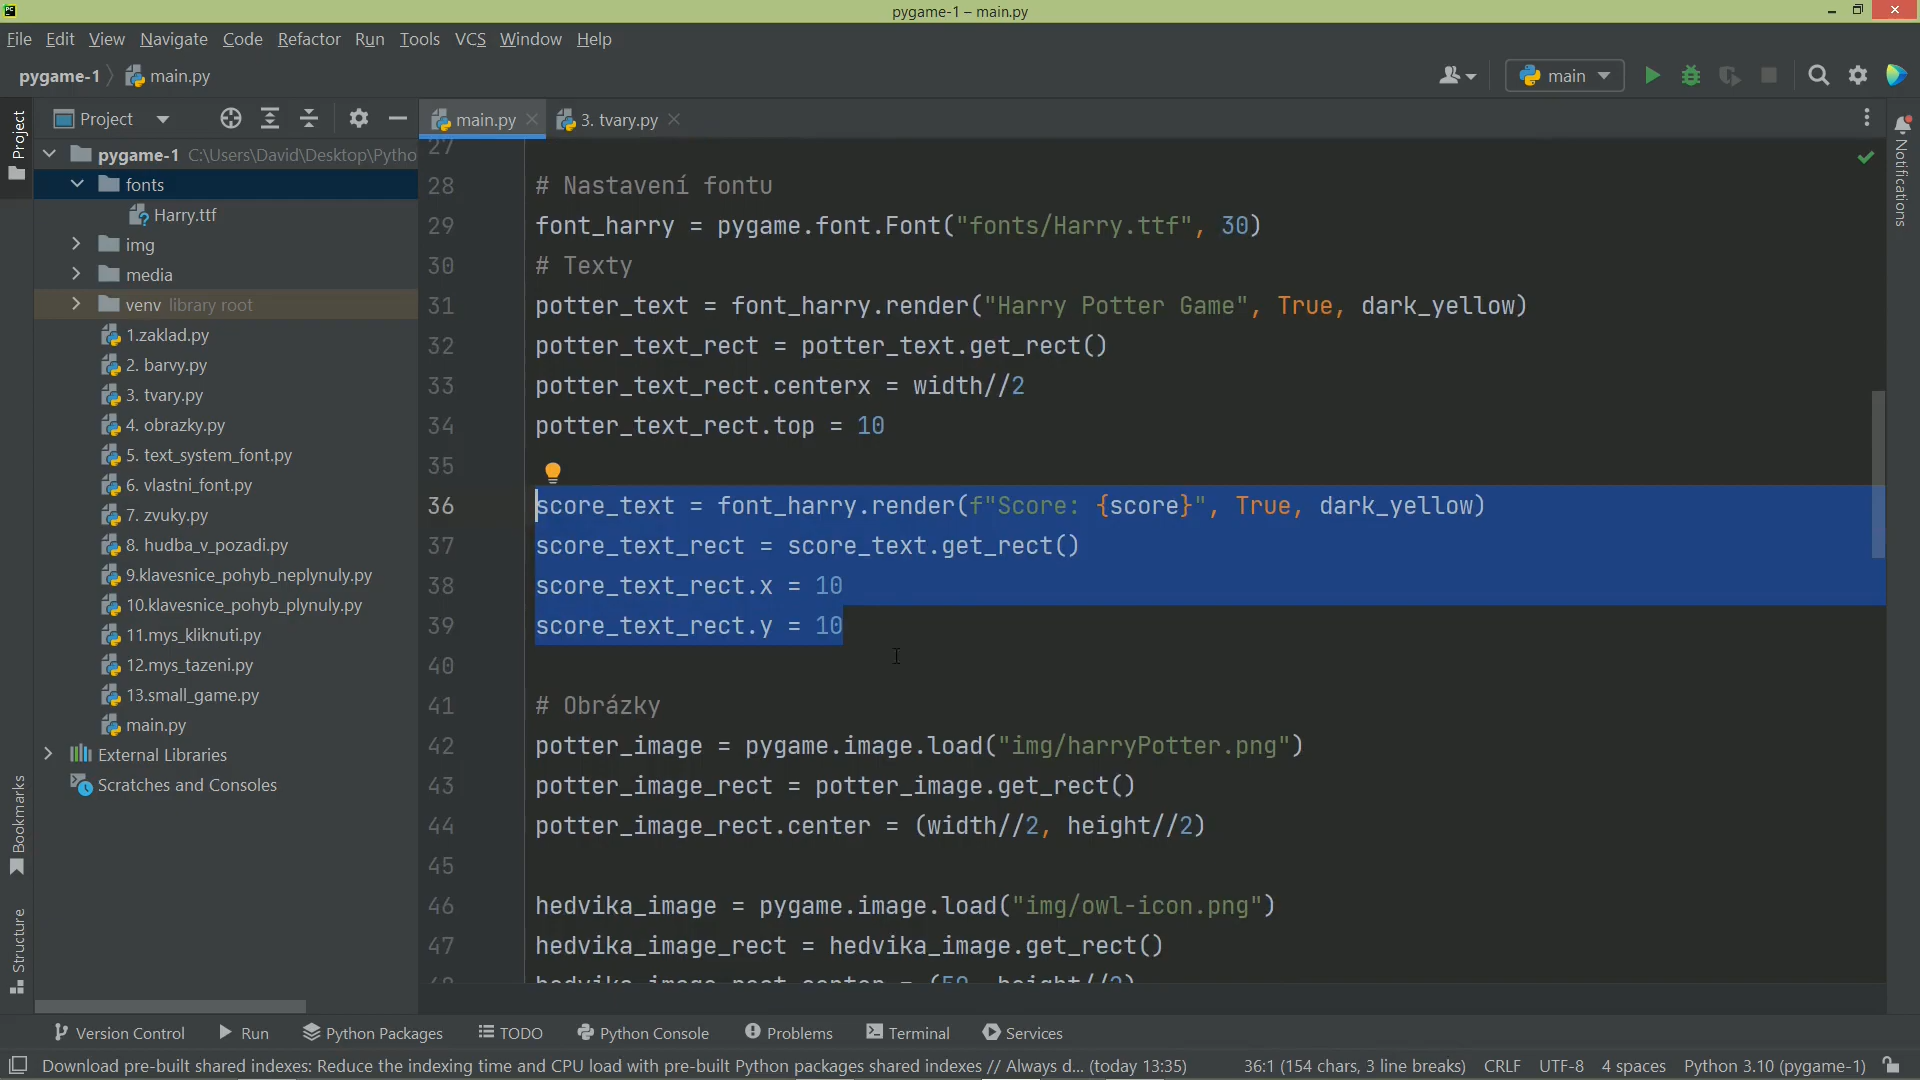 pygame-1 – main.py
File Edit View Navigate Code Refactor Run Tools VCS Window Help
pygame-1 main.py
main
Project
Project
main.py
3. tvary.py
Notifications
pygame-1 C:\Users\David\Desktop\Pytho
fonts
Harry.ttf
img
media
venv library root
1.zaklad.py
2. barvy.py
3. tvary.py
4. obrazky.py
5. text_system_font.py
6. vlastni_font.py
7. zvuky.py
8. hudba_v_pozadi.py
9.klavesnice_pohyb_neplynuly.py
10.klavesnice_pohyb_plynuly.py
11.mys_kliknuti.py
12.mys_tazeni.py
13.small_game.py
main.py
External Libraries
Scratches and Consoles
Bookmarks
Structure
27
28 # Nastavení fontu
29 font_harry = pygame.font.Font("fonts/Harry.ttf", 30)
30 # Texty
31 potter_text = font_harry.render("Harry Potter Game", True, dark_yellow)
32 potter_text_rect = potter_text.get_rect()
33 potter_text_rect.centerx = width//2
34 potter_text_rect.top = 10
35
36 score_text = font_harry.render(f"Score: {score}", True, dark_yellow)
37 score_text_rect = score_text.get_rect()
38 score_text_rect.x = 10
39 score_text_rect.y = 10
40
41 # Obrázky
42 potter_image = pygame.image.load("img/harryPotter.png")
43 potter_image_rect = potter_image.get_rect()
44 potter_image_rect.center = (width//2, height//2)
45
46 hedvika_image = pygame.image.load("img/owl-icon.png")
47 hedvika_image_rect = hedvika_image.get_rect()
48 hedvika_image_rect.center = (50, height//2)
Version Control Run Python Packages TODO Python Console Problems Terminal Services
Download pre-built shared indexes: Reduce the indexing time and CPU load with pre-built Python packages shared indexes // Always d... (today 13:35) 36:1 (154 chars, 3 line breaks) CRLF UTF-8 4 spaces Python 3.10 (pygame-1)